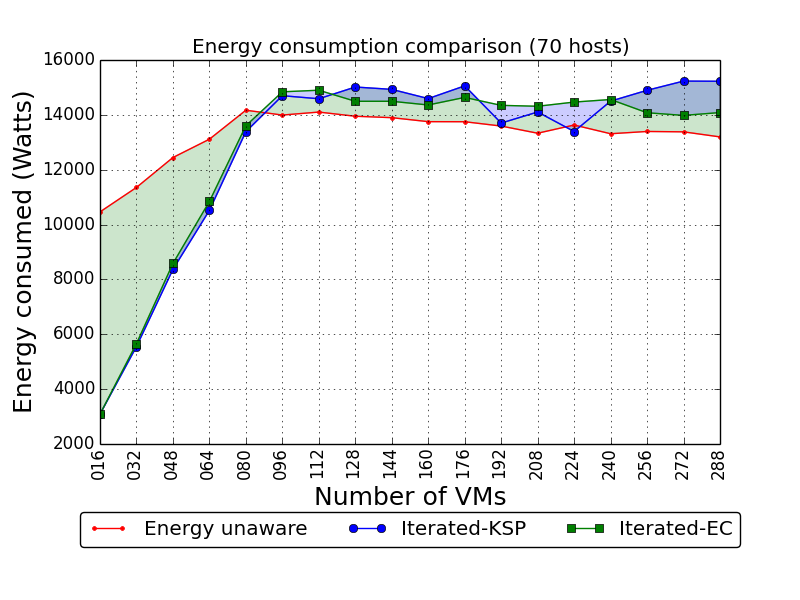 Energy consumption comparison (70 hosts)
16000
14000
12000
10000
8000
6000
4000
2000
Energy consumed (Watts)
016 032 048 064 080 096 112 128 144 160 176 192 208 224 240 256 272 288
Number of VMs
Energy unaware Iterated-KSP Iterated-EC